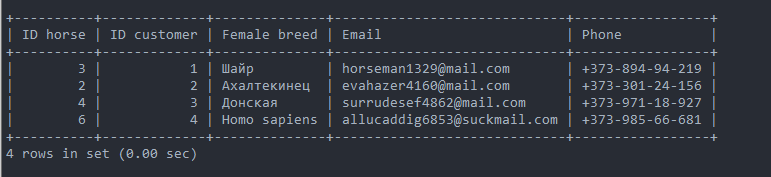 | ID horse | ID customer | Female breed | Email | Phone |
| 3 | 1 | Шайр | horseman1329@mail.com | +373-894-94-219 |
| 2 | 2 | Ахалтекинец | evahazer4160@mail.com | +373-301-24-156 |
| 4 | 3 | Донская | surrudesef4862@mail.com | +373-971-18-927 |
| 6 | 4 | Homo sapiens | allucaddig6853@suckmail.com | +373-985-66-681 |
4 rows in set (0.00 sec)